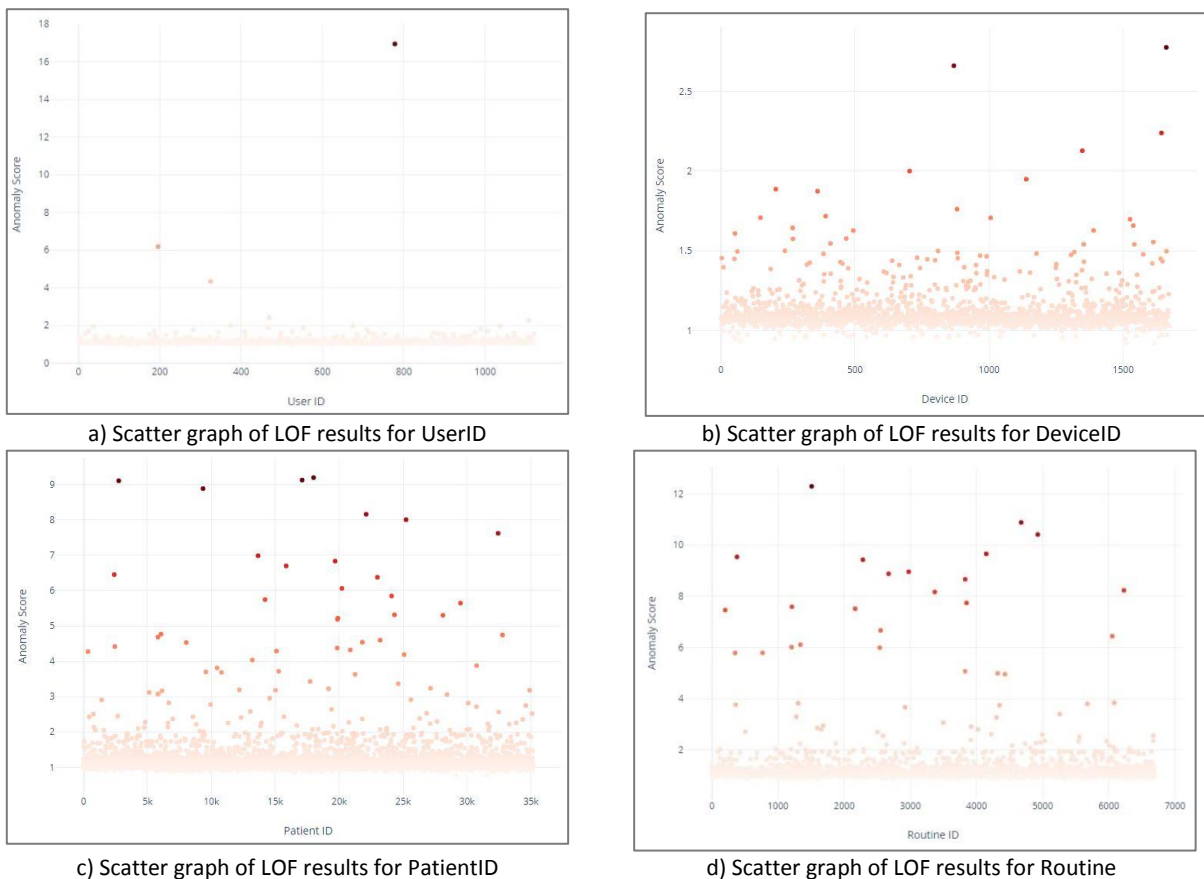 18
16
14
12
10
8
6
4
2
0
Anomaly Score
0 200 400 600 800 1000
User ID
a) Scatter graph of LOF results for UserID
2.5
2
1.5
1
Anomaly Score
0 500 1000 1500
Device ID
b) Scatter graph of LOF results for DeviceID
9
8
7
6
5
4
3
2
1
Anomaly Score
0 5k 10k 15k 20k 25k 30k 35k
Patient ID
c) Scatter graph of LOF results for PatientID
12
10
8
6
4
2
Anomaly Score
0 1000 2000 3000 4000 5000 6000 7000
Routine ID
d) Scatter graph of LOF results for Routine